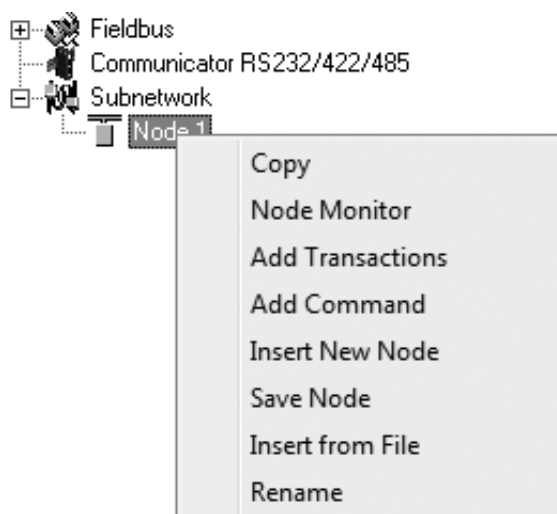 Fieldbus
Communicator RS232/422/485
Subnetwork
Node 1
Copy
Node Monitor
Add Transactions
Add Command
Insert New Node
Save Node
Insert from File
Rename